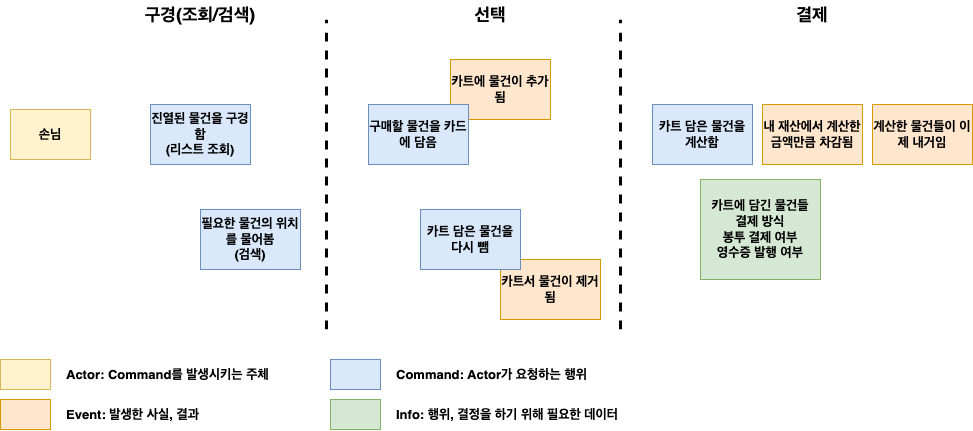 구경(조회/검색)
선택
결제
손님
진열된 물건을 구경
함
(리스트 조회)
필요한 물건의 위치
를 물어봄
(검색)
카트에 물건이 추가
됨
구매할 물건을 카드
에 담음
카트 담은 물건을
다시 뺌
카트서 물건이 제거
됨
카트 담은 물건을
계산함
내 재산에서 계산한
금액만큼 차감됨
계산한 물건들이 이
제 내거임
카트에 담긴 물건들
결제 방식
봉투 결제 여부
영수증 발행 여부
Actor: Command를 발생시키는 주체
Command: Actor가 요청하는 행위
Event: 발생한 사실, 결과
Info: 행위, 결정을 하기 위해 필요한 데이터